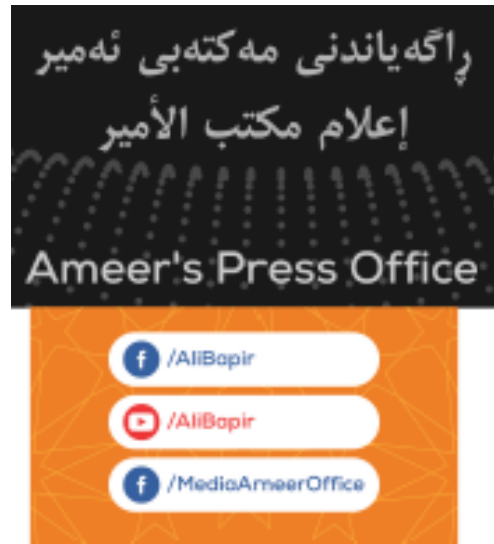 ڕاگەیاندنی مەکتەبی ئەمیر
إعلام مكتب الأمير
Ameer's Press Office
/AliBapir
/AliBapir
/MediaAmeerOffice